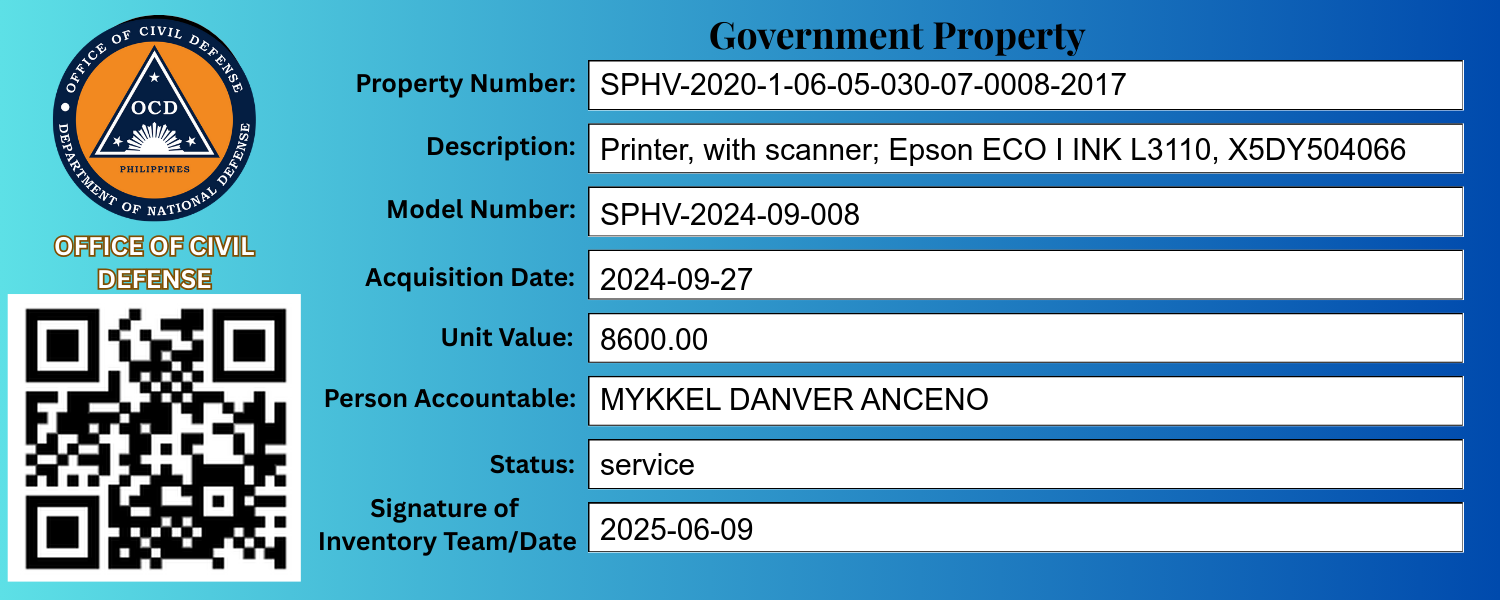 Government Property
OFFICE OF CIVIL DEFENSE
DEPARTMENT OF NATIONAL DEFENSE
OCD
PHILIPPINES
OFFICE OF CIVIL
DEFENSE
Property Number: SPHV-2020-1-06-05-030-07-0008-2017
Description: Printer, with scanner; Epson ECO I INK L3110, X5DY504066
Model Number: SPHV-2024-09-008
Acquisition Date: 2024-09-27
Unit Value: 8600.00
Person Accountable: MYKKEL DANVER ANCENO
Status: service
Signature of
Inventory Team/Date 2025-06-09